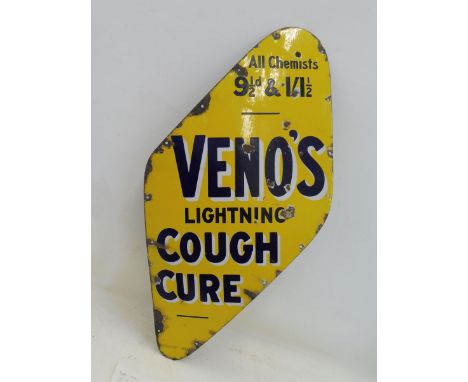 All Chemists
9½d & 1/1½
VENO'S
LIGHTNING
COUGH
CURE